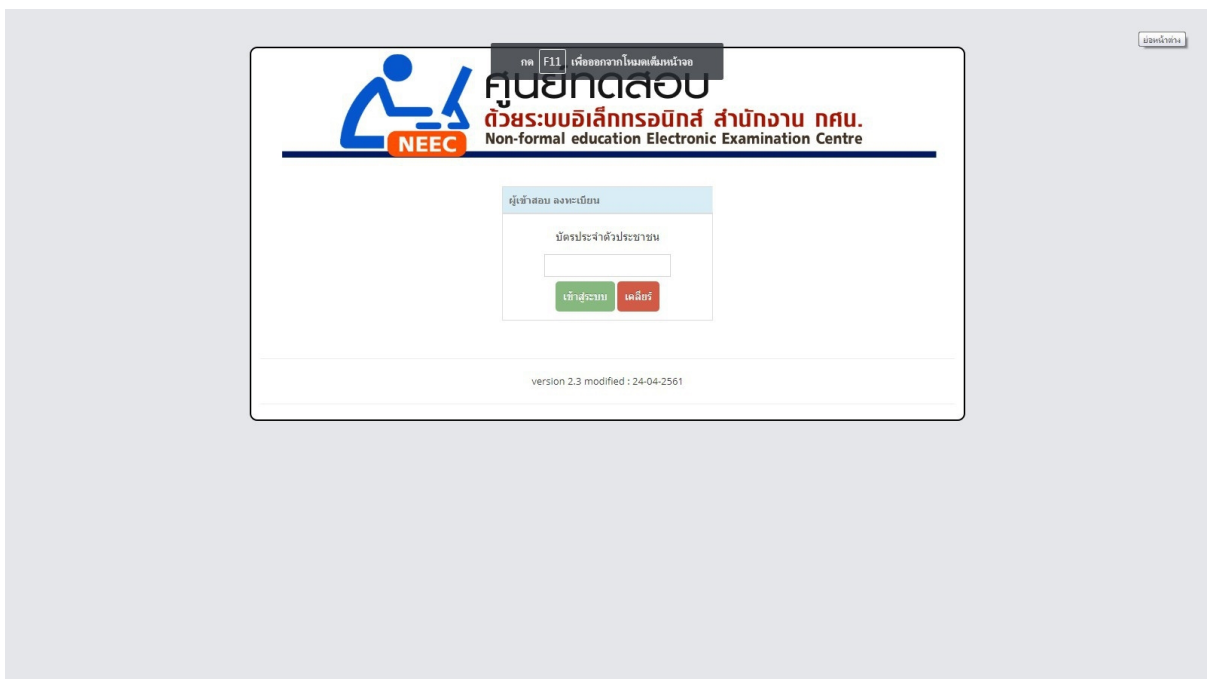 ย่อหน้าต่าง
กด F11 เพื่อออกจากโหมดเต็มหน้าจอ
ศูนย์ทดสอบ
ด้วยระบบอิเล็กทรอนิกส์ สำนักงาน กศน.
Non-formal education Electronic Examination Centre
NEEC
ผู้เข้าสอบ ลงทะเบียน
บัตรประจำตัวประชาชน
เข้าสู่ระบบ เคลียร์
version 2.3 modified : 24-04-2561